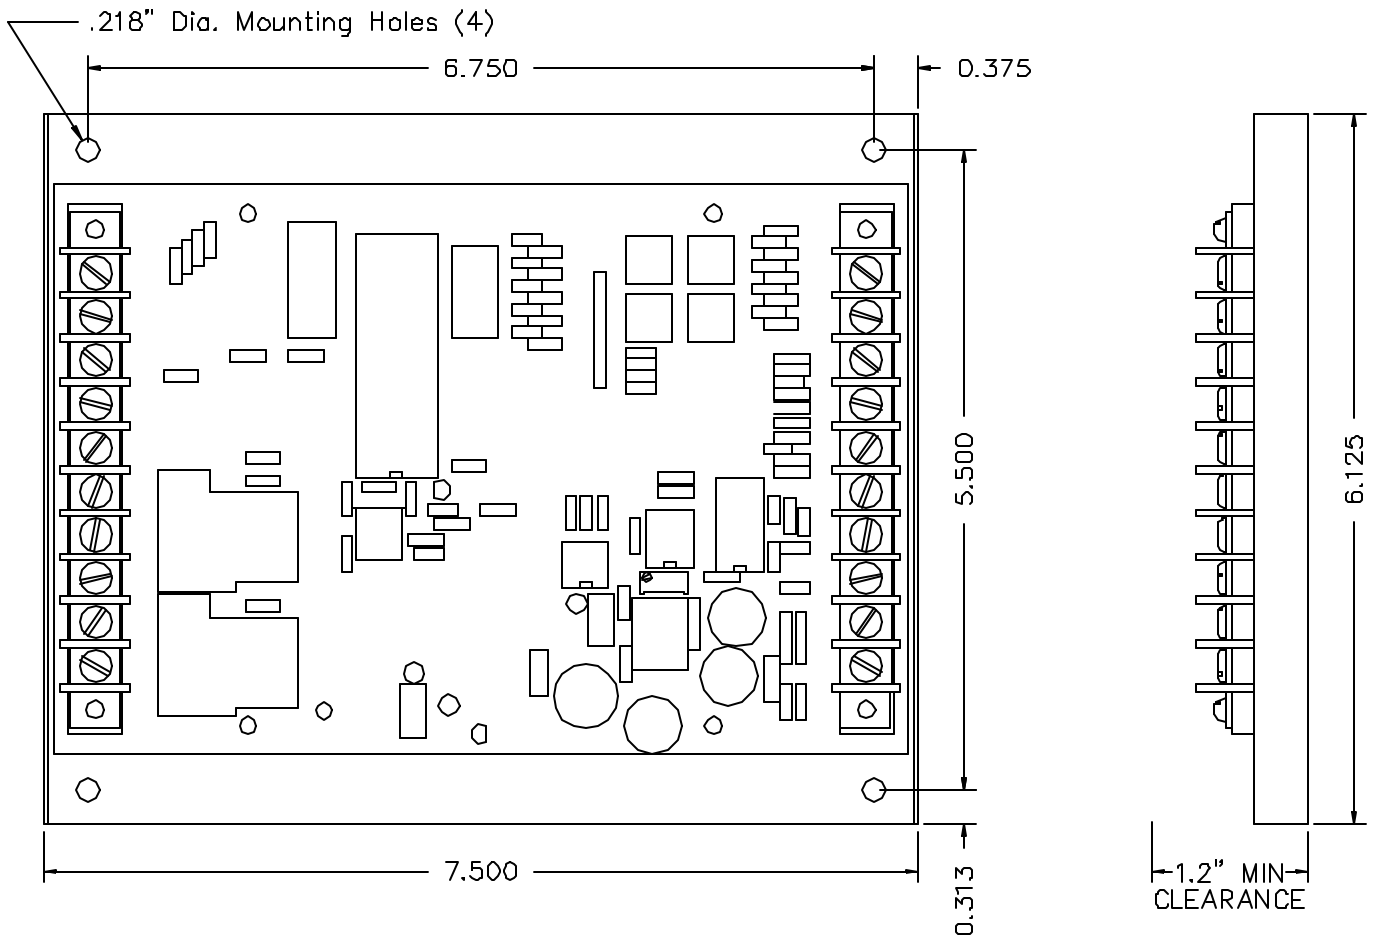 .218" Dia. Mounting Holes (4)
6.750
0.375
5.500
6.125
7.500
0.313
1.2" MIN
CLEARANCE